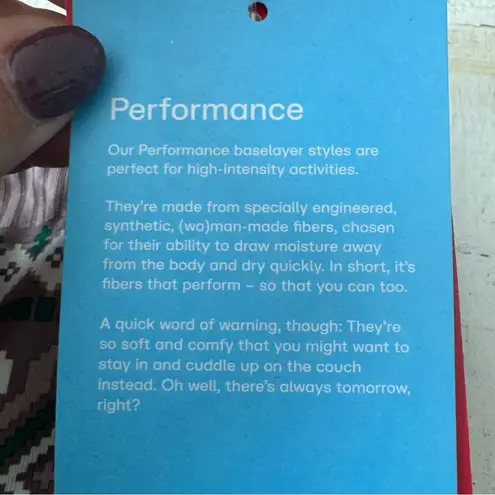 Performance
Our Performance baselayer styles are
perfect for high-intensity activities.
They're made from specially engineered,
synthetic, (wo)man-made fibers, chosen
for their ability to draw moisture away
from the body and dry quickly. In short, it's
fibers that perform – so that you can too.
A quick word of warning, though: They're
so soft and comfy that you might want to
stay in and cuddle up on the couch
instead. Oh well, there's always tomorrow,
right?